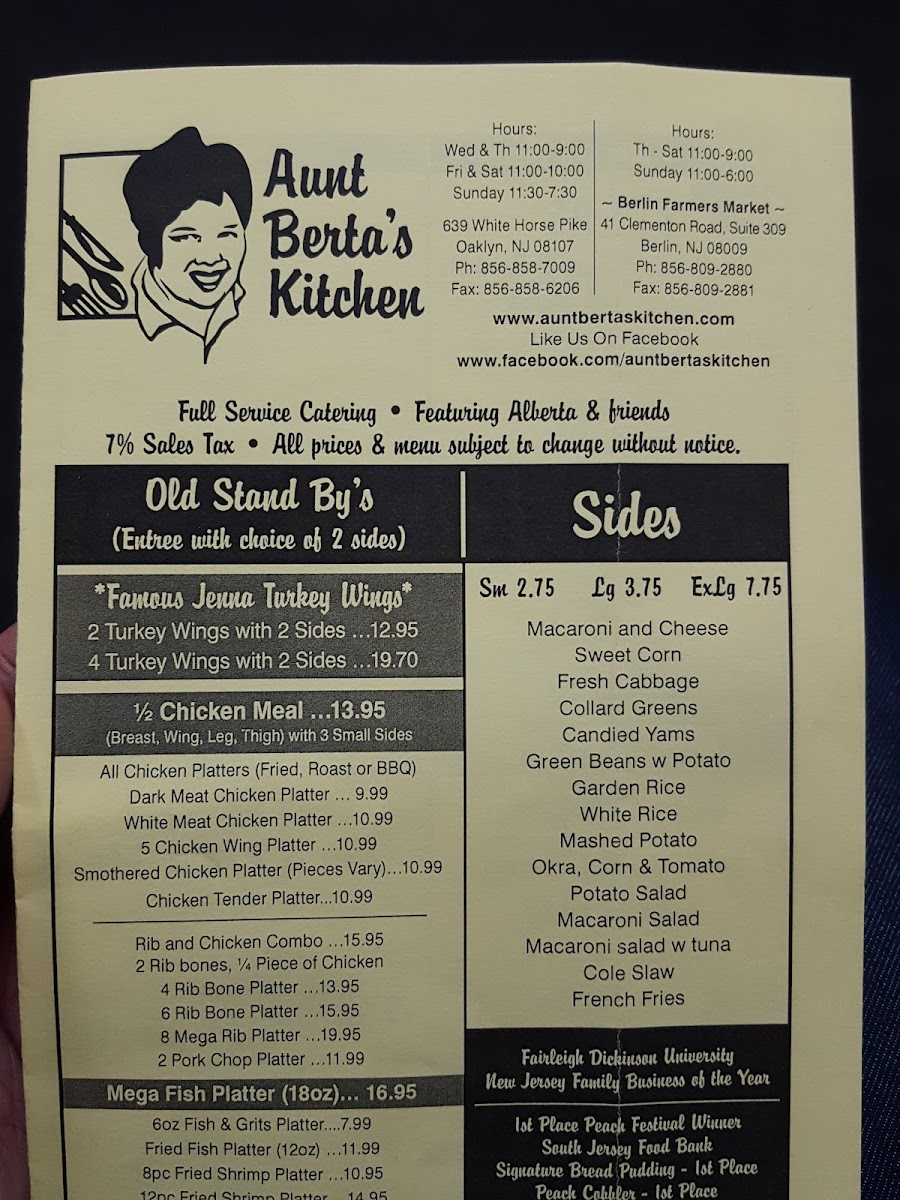 Aunt
Berta's
Kitchen
Hours:
Wed & Th 11:00-9:00
Fri & Sat 11:00-10:00
Sunday 11:30-7:30
639 White Horse Pike
Oaklyn, NJ 08107
Ph: 856-858-7009
Fax: 856-858-6206
Hours:
Th - Sat 11:00-9:00
Sunday 11:00-6:00
~ Berlin Farmers Market ~
41 Clementon Road, Suite 309
Berlin, NJ 08009
Ph: 856-809-2880
Fax: 856-809-2881
www.auntbertaskitchen.com
Like Us On Facebook
www.facebook.com/auntbertaskitchen
Full Service Catering • Featuring Alberta & friends
7% Sales Tax • All prices & menu subject to change without notice.
Old Stand By's
(Entree with choice of 2 sides)
*Famous Jenna Turkey Wings*
2 Turkey Wings with 2 Sides ...12.95
4 Turkey Wings with 2 Sides ...19.70
½ Chicken Meal ...13.95
(Breast, Wing, Leg, Thigh) with 3 Small Sides
All Chicken Platters (Fried, Roast or BBQ)
Dark Meat Chicken Platter ... 9.99
White Meat Chicken Platter ...10.99
5 Chicken Wing Platter ...10.99
Smothered Chicken Platter (Pieces Vary)...10.99
Chicken Tender Platter...10.99
Rib and Chicken Combo ...15.95
2 Rib bones, ¼ Piece of Chicken
4 Rib Bone Platter ...13.95
6 Rib Bone Platter ...15.95
8 Mega Rib Platter ...19.95
2 Pork Chop Platter ...11.99
Mega Fish Platter (18oz)... 16.95
6oz Fish & Grits Platter....7.99
Fried Fish Platter (12oz) ...11.99
8pc Fried Shrimp Platter ...10.95
12pc Fried Shrimp Platter ...14.95
Sides
Sm 2.75 Lg 3.75 ExLg 7.75
Macaroni and Cheese
Sweet Corn
Fresh Cabbage
Collard Greens
Candied Yams
Green Beans w Potato
Garden Rice
White Rice
Mashed Potato
Okra, Corn & Tomato
Potato Salad
Macaroni Salad
Macaroni salad w tuna
Cole Slaw
French Fries
Fairleigh Dickinson University
New Jersey Family Business of the Year
1st Place Peach Festival Winner
South Jersey Food Bank
Signature Bread Pudding - 1st Place
Peach Cobbler - 1st Place